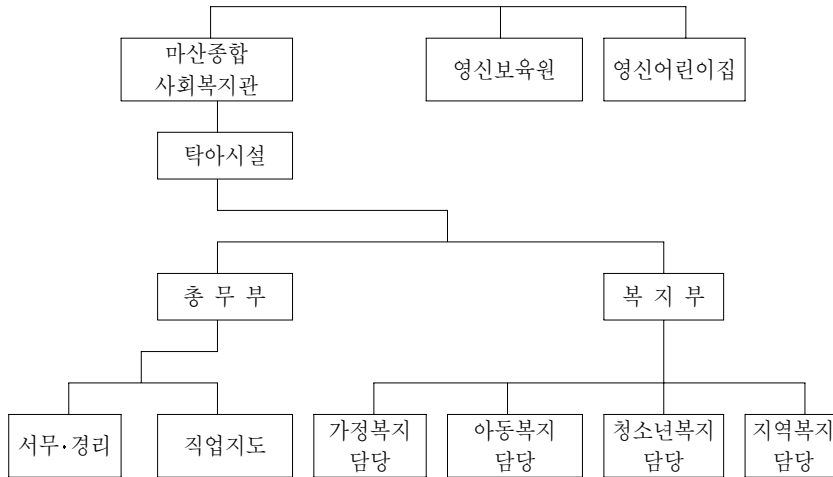 마산종합
사회복지관
영신보육원
영신어린이집
탁아시설
총 무 부
복 지 부
서무·경리
직업지도
가정복지
담당
아동복지
담당
청소년복지
담당
지역복지
담당